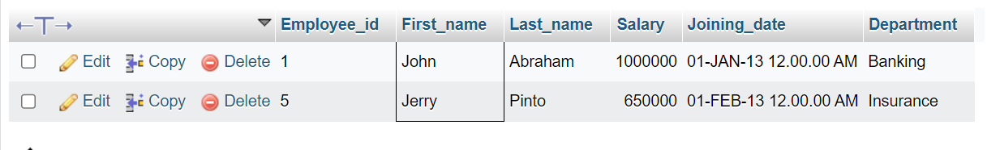 Employee_id First_name Last_name Salary Joining_date Department
Edit Copy Delete 1 John Abraham 1000000 01-JAN-13 12.00.00 AM Banking
Edit Copy Delete 5 Jerry Pinto 650000 01-FEB-13 12.00.00 AM Insurance